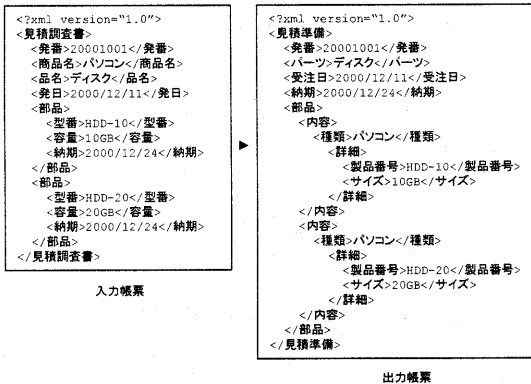 <?xml version="1.0">
<見積調査書>
<発番>20001001</発番>
<商品名>パソコン</商品名>
<品名>ディスク</品名>
<発日>2000/12/11</発日>
<部品>
<型番>HDD-10</型番>
<容量>10GB</容量>
<納期>2000/12/24</納期>
</部品>
<部品>
<型番>HDD-20</型番>
<容量>20GB</容量>
<納期>2000/12/24</納期>
</部品>
</見積調査書>
入力帳票
<?xml version="1.0">
<見積準備>
<発番>20001001</発番>
<パーツ>ディスク</パーツ>
<受注日>2000/12/11</受注日>
<納期>2000/12/24</納期>
<部品>
<内容>
<種類>パソコン</種類>
<詳細>
<製品番号>HDD-10</製品番号>
<サイズ>10GB</サイズ>
</詳細>
</内容>
<内容>
<種類>パソコン</種類>
<詳細>
<製品番号>HDD-20</製品番号>
<サイズ>20GB</サイズ>
</詳細>
</内容>
</部品>
</見積準備>
出力帳票